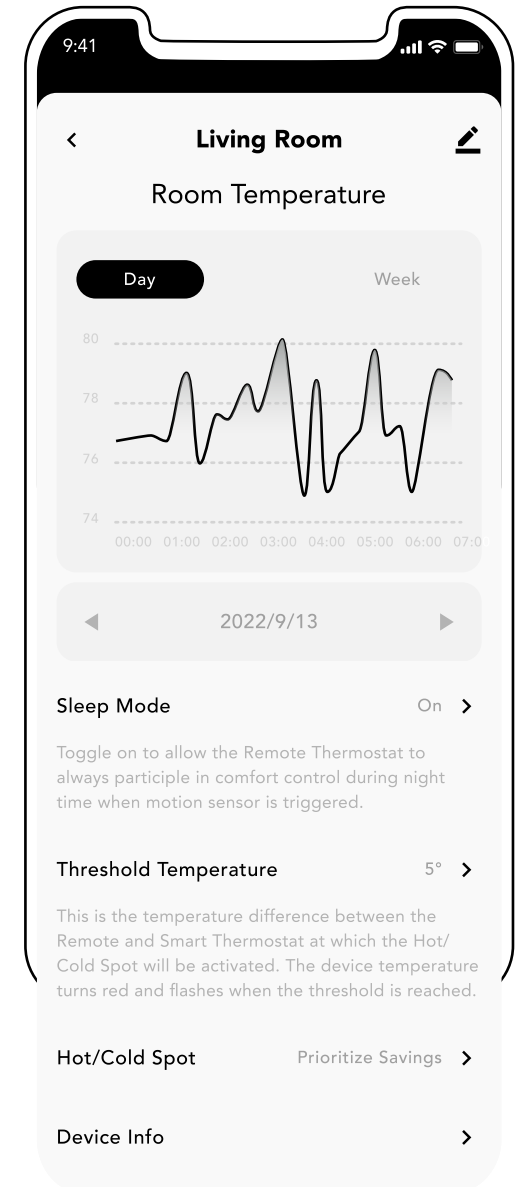 9:41
Living Room
Room Temperature
Day Week
80
78
76
74
00:00 01:00 02:00 03:00 04:00 05:00 06:00 07:0
2022/9/13
Sleep Mode On
Toggle on to allow the Remote Thermostat to
always participle in comfort control during night
time when motion sensor is triggered.
Threshold Temperature 5°
This is the temperature difference between the
Remote and Smart Thermostat at which the Hot/
Cold Spot will be activated. The device temperature
turns red and flashes when the threshold is reached.
Hot/Cold Spot Prioritize Savings
Device Info